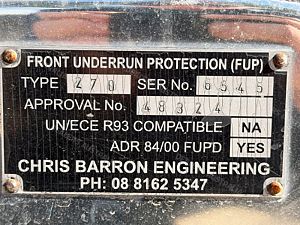 FRONT UNDERRUN PROTECTION (FUP)
TYPE 270 SER No. 6545
APPROVAL No. 48324
UN/ECE R93 COMPATIBLE NA
ADR 84/00 FUPD YES
CHRIS BARRON ENGINEERING
PH: 08 8162 5347